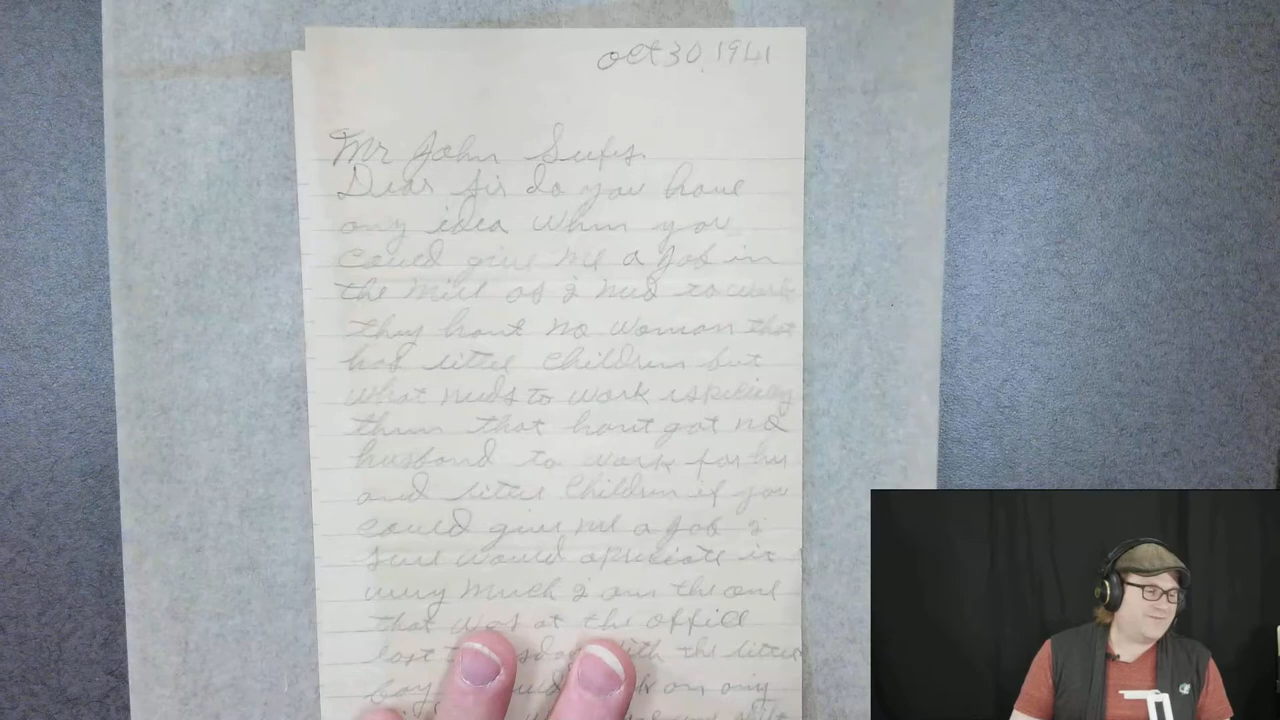 Oct 30, 1941
Mr John Sufs.
Dear Sir do you have
any idea when you
could give me a job in
the mill as I need to work
they hant no woman that
has little children but
what needs to work
them that hant got no
husband to work for her
and little children if you
could give me a job I
sure would apreciate it
very much I am the one
that was at the office
last with the little
boy on any